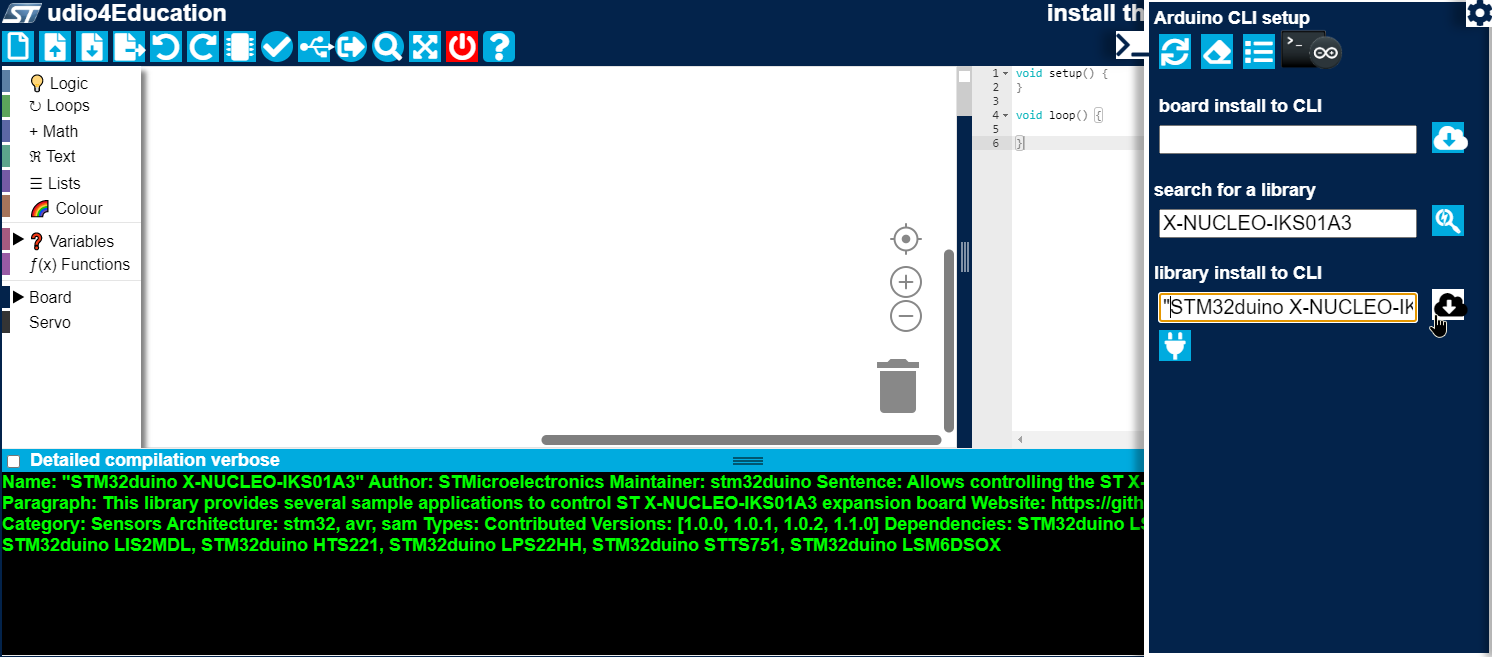 STudio4Education
install th
Arduino CLI setup
board install to CLI
search for a library
X-NUCLEO-IKS01A3
library install to CLI
"STM32duino X-NUCLEO-IK
Logic
Loops
+ Math
Text
Lists
Colour
Variables
ƒ(x) Functions
Board
Servo
1 void setup() {
2 }
3
4 void loop() {
5
6 }
Detailed compilation verbose
Name: "STM32duino X-NUCLEO-IKS01A3" Author: STMicroelectronics Maintainer: stm32duino Sentence: Allows controlling the ST X-
Paragraph: This library provides several sample applications to control ST X-NUCLEO-IKS01A3 expansion board Website: https://gith
Category: Sensors Architecture: stm32, avr, sam Types: Contributed Versions: [1.0.0, 1.0.1, 1.0.2, 1.1.0] Dependencies: STM32duino LS
STM32duino LIS2MDL, STM32duino HTS221, STM32duino LPS22HH, STM32duino STTS751, STM32duino LSM6DSOX